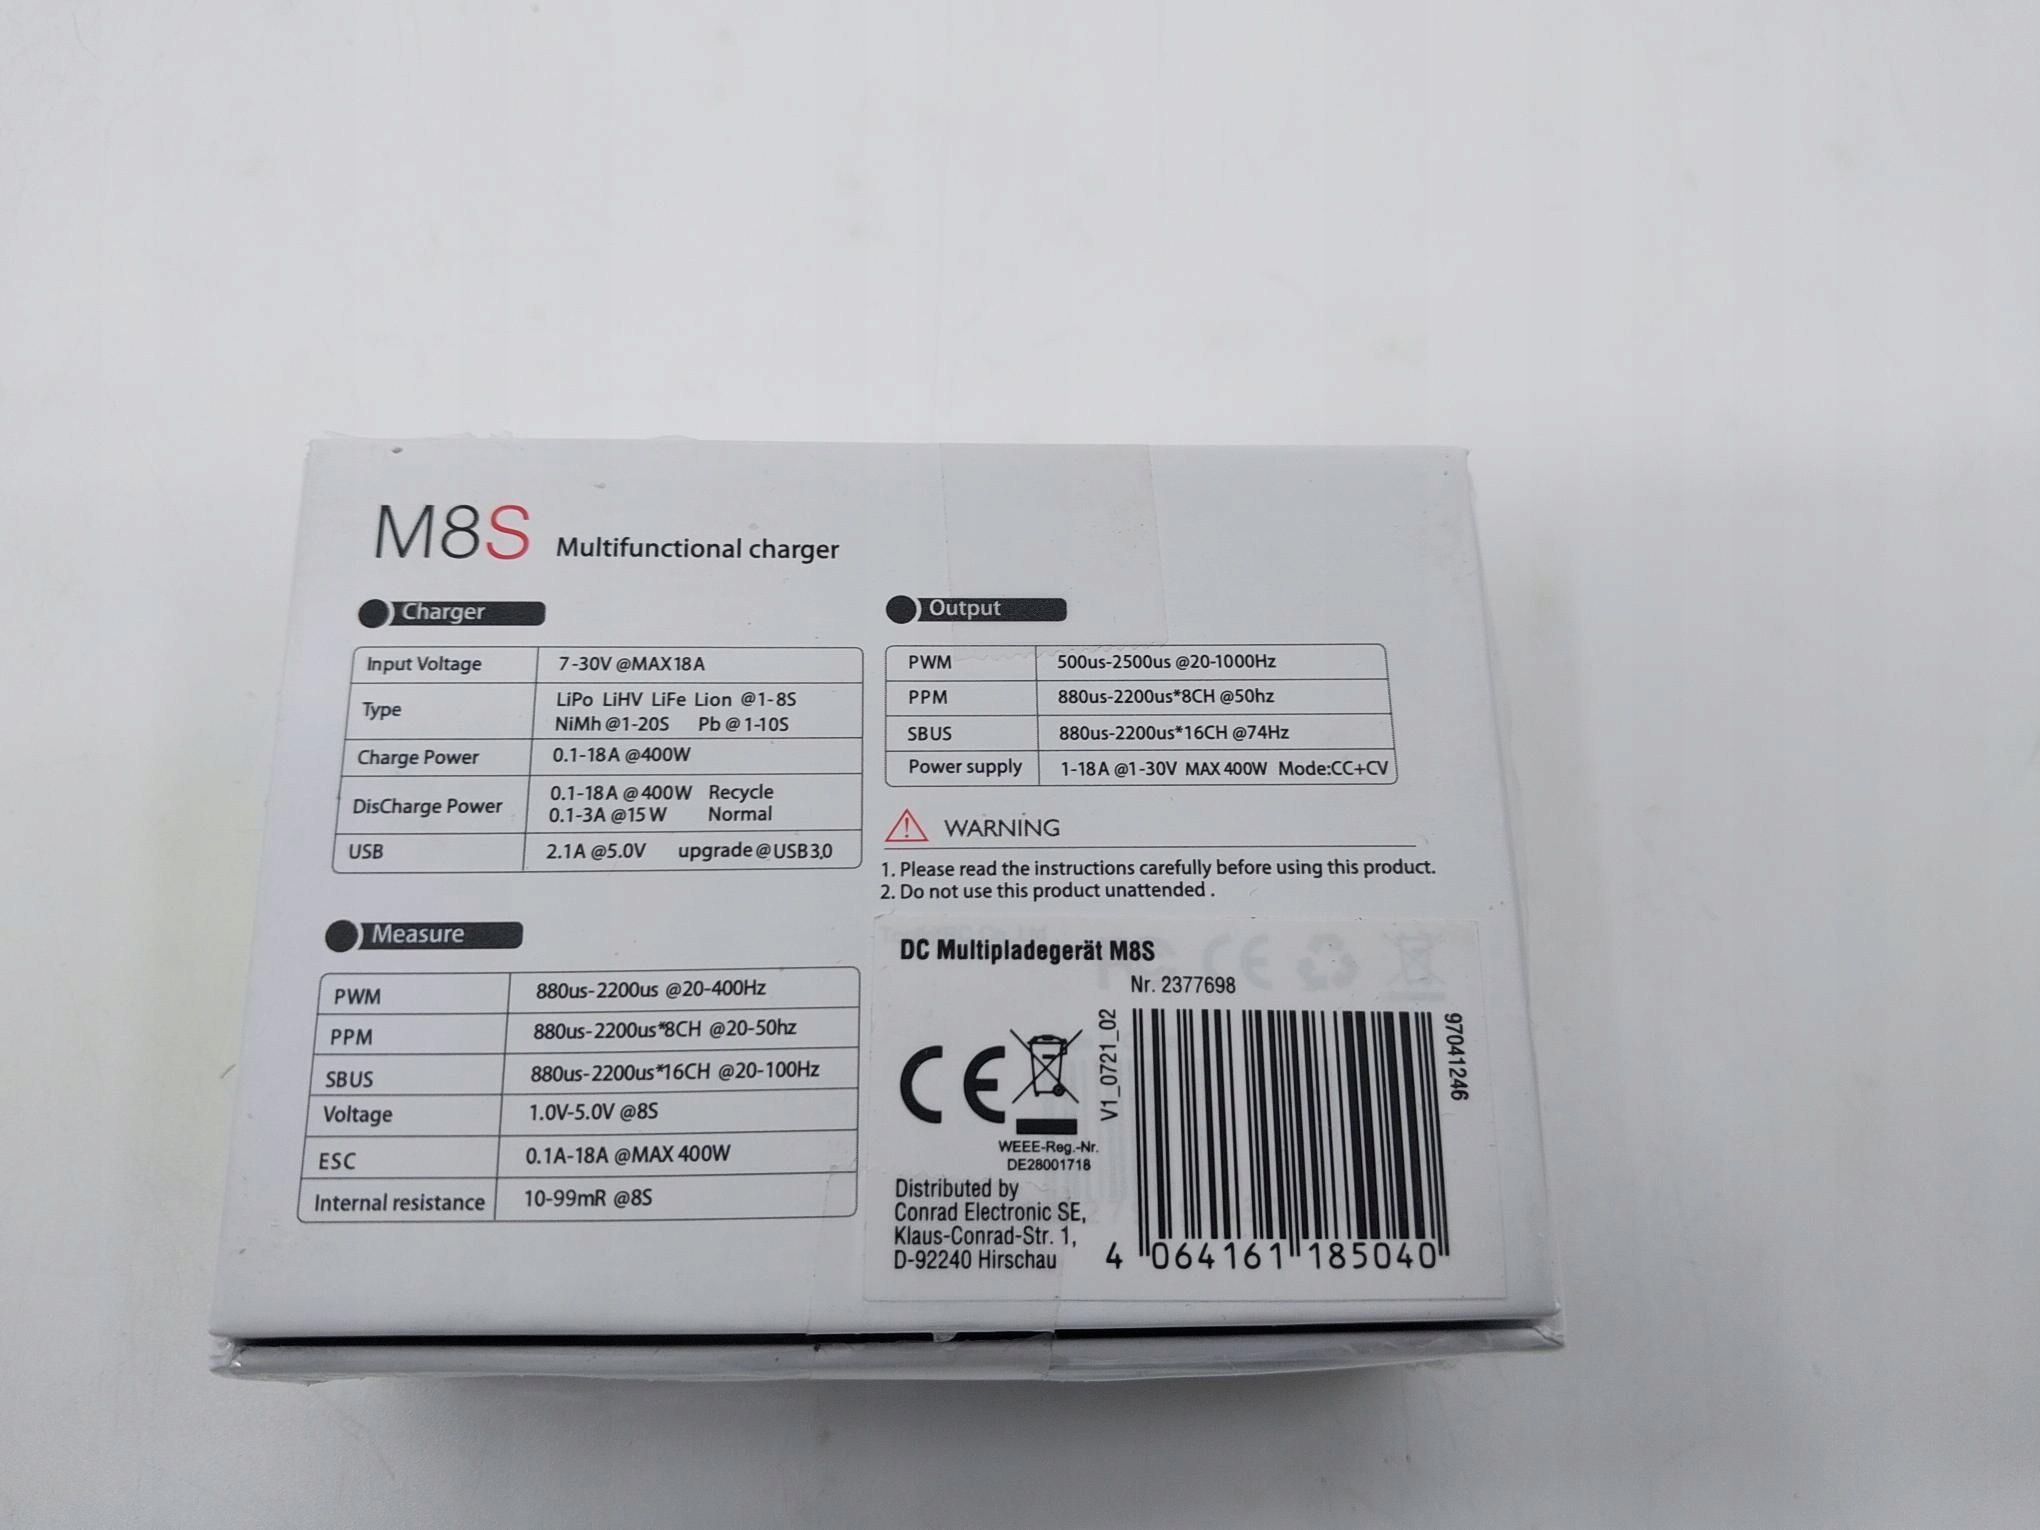 M8S Multifunctional charger
Charger
Input Voltage 7-30V @MAX18A
Type LiPo LiHV LiFe Lion @1-8S
NiMh @1-20S Pb @1-10S
Charge Power 0.1-18A @400W
DisCharge Power 0.1-18A @400W Recycle
0.1-3A @15W Normal
USB 2.1A @5.0V upgrade@USB3.0
Measure
PWM 880us-2200us @20-400Hz
PPM 880us-2200us*8CH @20-50hz
SBUS 880us-2200us*16CH @20-100Hz
Voltage 1.0V-5.0V @8S
ESC 0.1A-18A @MAX 400W
Internal resistance 10-99mR @8S
Output
PWM 500us-2500us @20-1000Hz
PPM 880us-2200us*8CH @50hz
SBUS 880us-2200us*16CH @74Hz
Power supply 1-18A @1-30V MAX 400W Mode:CC+CV
WARNING
1. Please read the instructions carefully before using this product.
2. Do not use this product unattended .
DC Multipladegerät M8S
Nr. 2377698
CE
WEEE-Reg.-Nr.
DE28001718
V1_0721_02
97041246
Distributed by
Conrad Electronic SE,
Klaus-Conrad-Str. 1,
D-92240 Hirschau
4 064161 185040